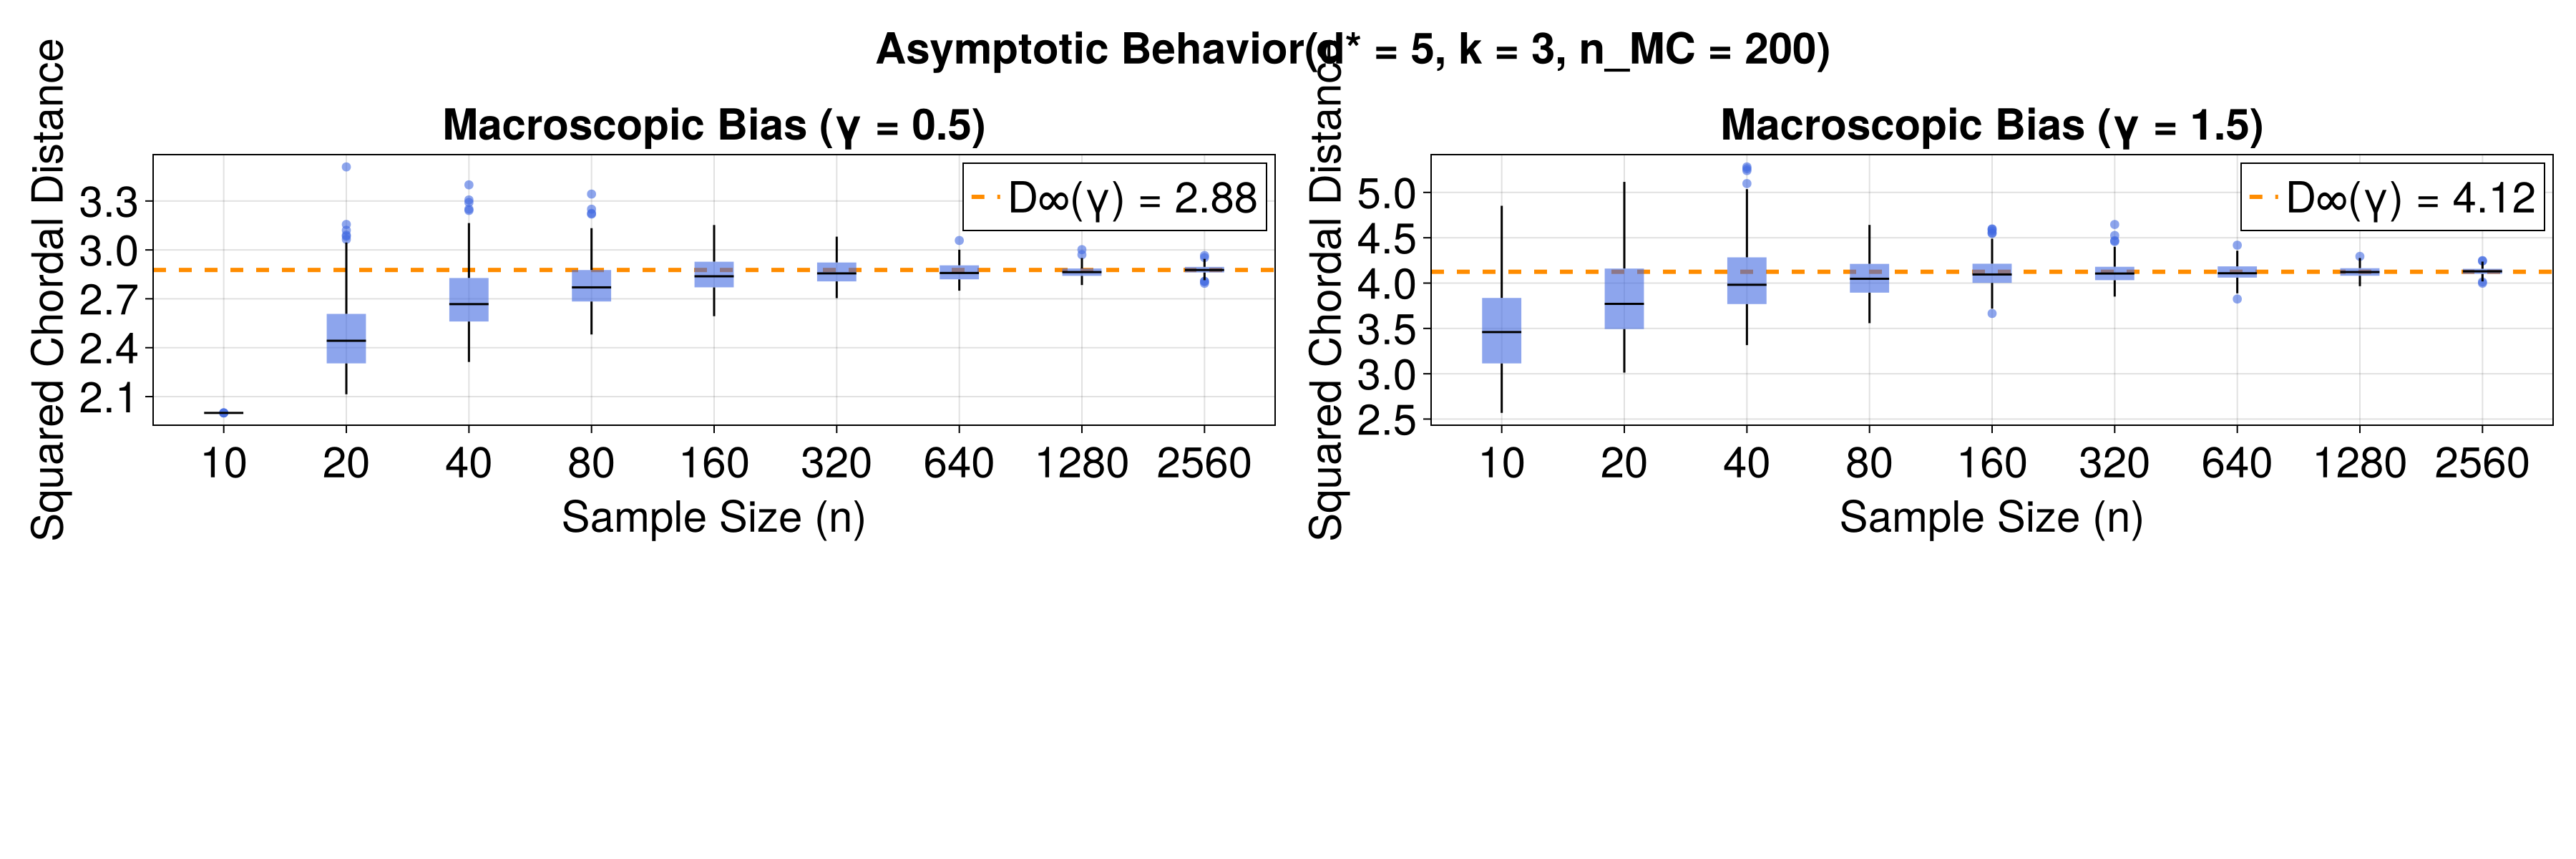 Asymptotic Behavior(d* = 5, k = 3, n_MC = 200)
Macroscopic Bias (γ = 0.5)
Squared Chordal Distance
3.3
3.0
2.7
2.4
2.1
D∞(γ) = 2.88
10 20 40 80 160 320 640 1280 2560
Sample Size (n)
Macroscopic Bias (γ = 1.5)
Squared Chordal Distance
5.0
4.5
4.0
3.5
3.0
2.5
D∞(γ) = 4.12
10 20 40 80 160 320 640 1280 2560
Sample Size (n)